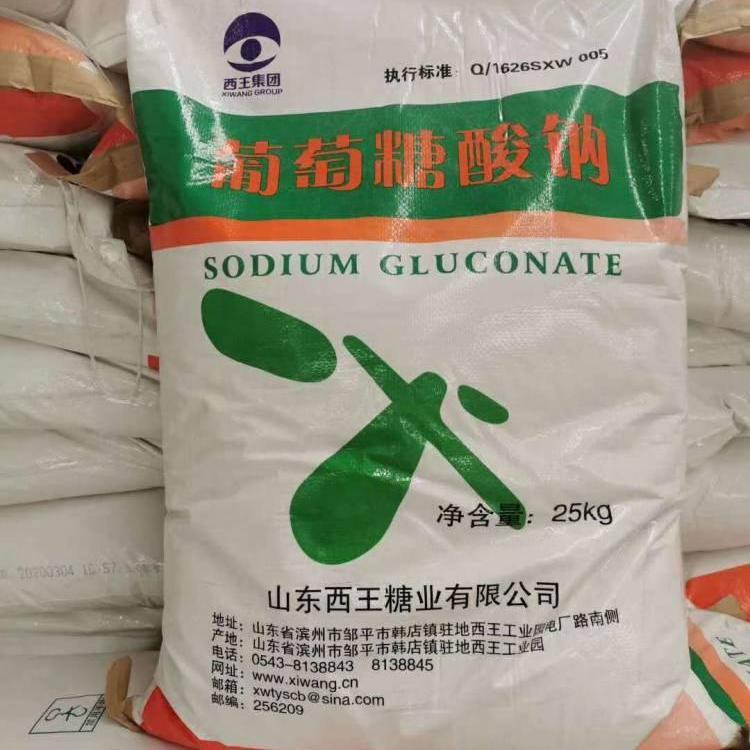 西王集团
XIWANG GROUP
执行标准: Q/1626SXW 005
葡萄糖酸钠
SODIUM GLUCONATE
净含量: 25kg
山东西王糖业有限公司
地址: 山东省滨州市邹平市韩店镇驻地西王工业园电厂路南侧
产地: 山东省滨州市邹平市韩店镇驻地西王工业园
电话: 0543-8138843 8138845
网址: www.xiwang.cn
邮箱: xwtyscb@sina.com
邮编: 256209
20200304
ATE